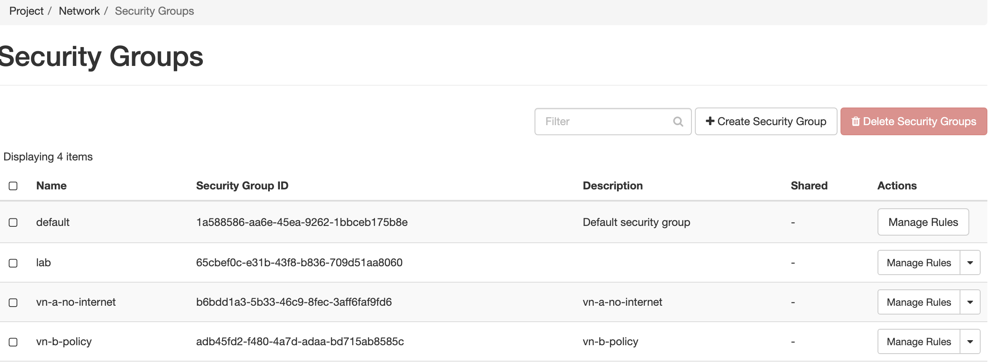 Project / Network / Security Groups
Security Groups
Filter Create Security Group Delete Security Groups
Displaying 4 items
Name Security Group ID Description Shared Actions
default 1a588586-aa6e-45ea-9262-1bbceb175b8e Default security group - Manage Rules
lab 65cbef0c-e31b-43f8-b836-709d51aa8060 - Manage Rules
vn-a-no-internet b6bdd1a3-5b33-46c9-8fec-3aff6faf9fd6 vn-a-no-internet - Manage Rules
vn-b-policy adb45fd2-f480-4a7d-adaa-bd715ab8585c vn-b-policy - Manage Rules